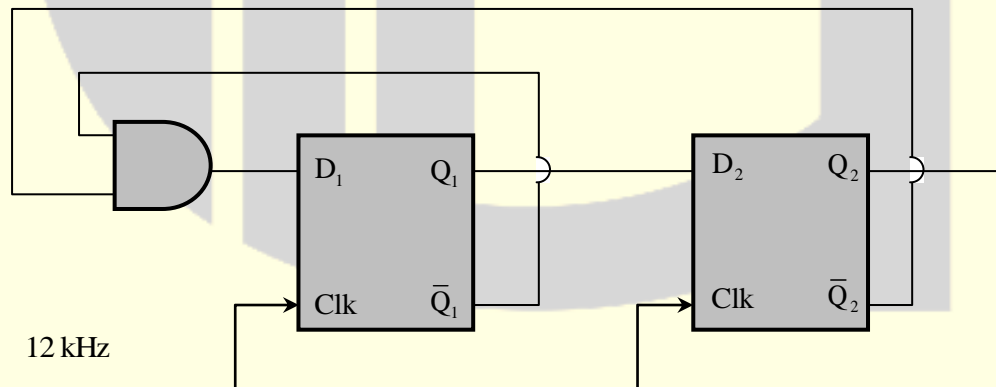 D₁ Q₁ D₂ Q₂
Clk Q̅₁ Clk Q̅₂
12 kHz